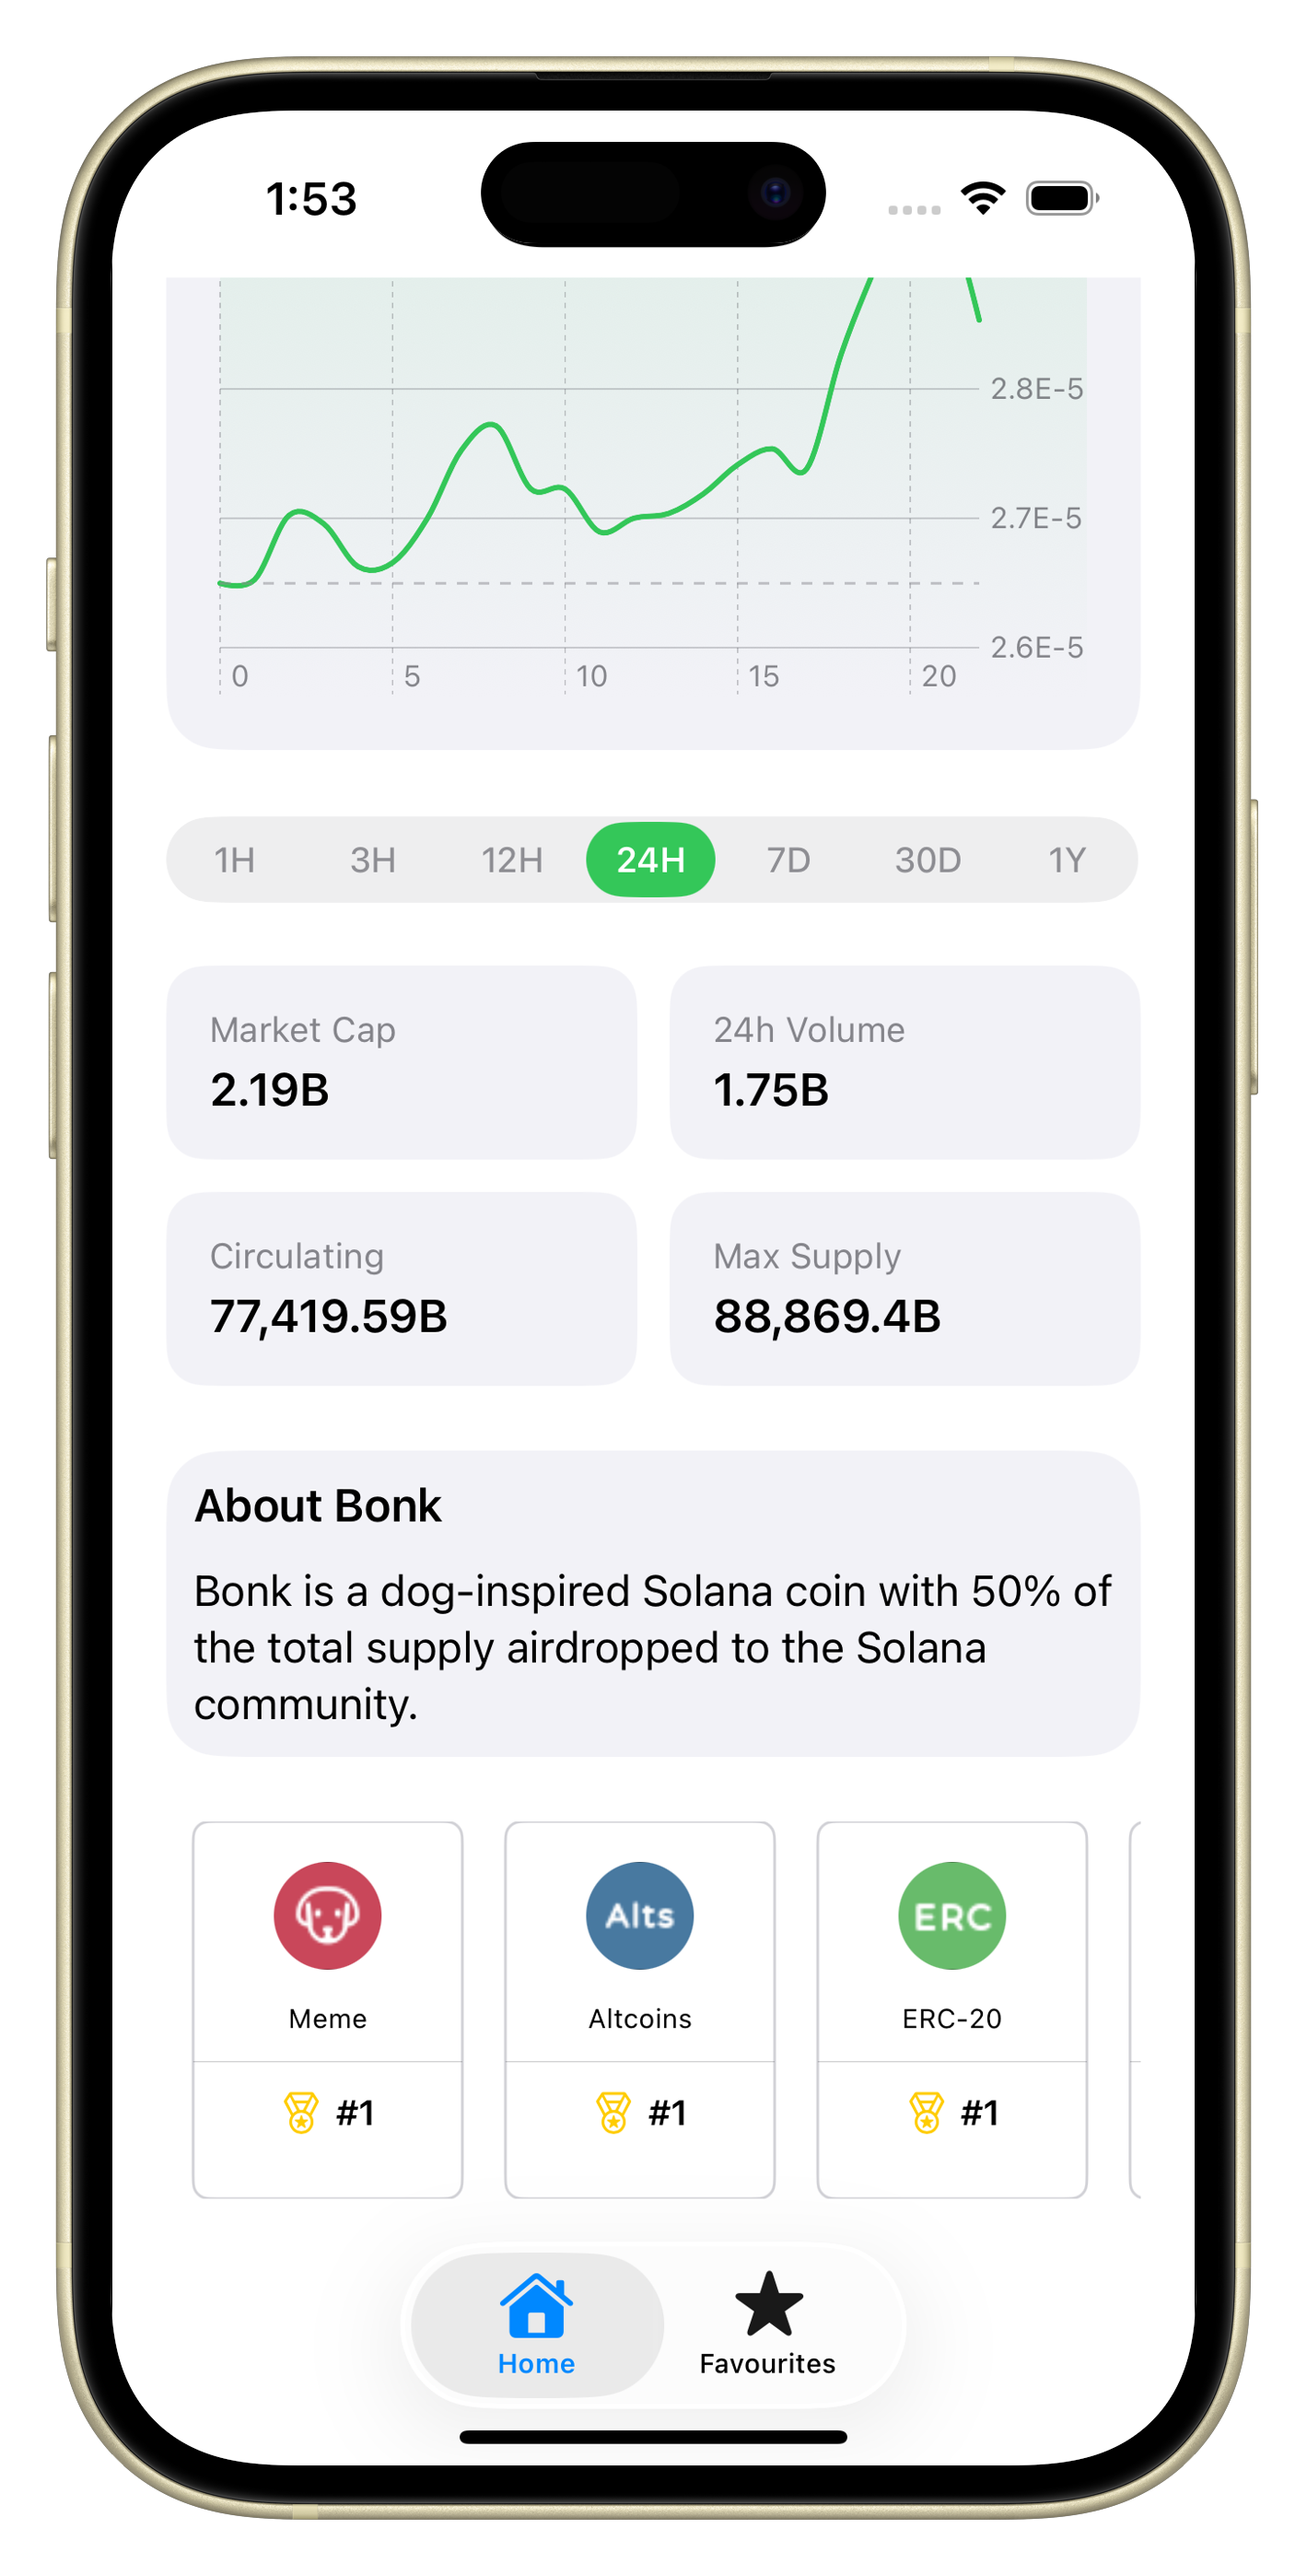 1:53
2.8E-5
2.7E-5
2.6E-5
0 5 10 15 20
1H 3H 12H 24H 7D 30D 1Y
Market Cap
2.19B
24h Volume
1.75B
Circulating
77,419.59B
Max Supply
88,869.4B
About Bonk
Bonk is a dog-inspired Solana coin with 50% of
the total supply airdropped to the Solana
community.
Meme
#1
Alts
Altcoins
#1
ERC
ERC-20
#1
Home
Favourites